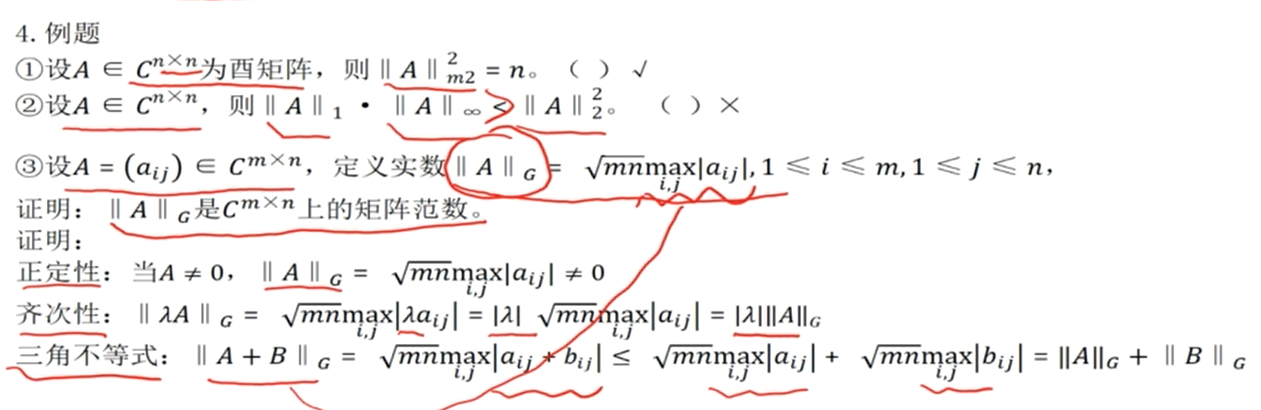 4. 例题
①设A ∈ Cⁿˣⁿ为酉矩阵，则‖A‖²ₘ₂ = n。（ ）√
②设A ∈ Cⁿˣⁿ，则‖A‖₁ · ‖A‖∞ < ‖A‖²₂。（ ）×
③设A = (aᵢⱼ) ∈ Cᵐˣⁿ，定义实数‖A‖_G = √mn max_{i,j}|aᵢⱼ|, 1 ≤ i ≤ m, 1 ≤ j ≤ n，
证明：‖A‖_G是Cᵐˣⁿ上的矩阵范数。
证明：
正定性：当A ≠ 0，‖A‖_G = √mn max_{i,j}|aᵢⱼ| ≠ 0
齐次性：‖λA‖_G = √mn max_{i,j}|λaᵢⱼ| = |λ| √mn max_{i,j}|aᵢⱼ| = |λ|‖A‖_G
三角不等式：‖A + B‖_G = √mn max_{i,j}|aᵢⱼ + bᵢⱼ| ≤ √mn max_{i,j}|aᵢⱼ| + √mn max_{i,j}|bᵢⱼ| = ‖A‖_G + ‖B‖_G